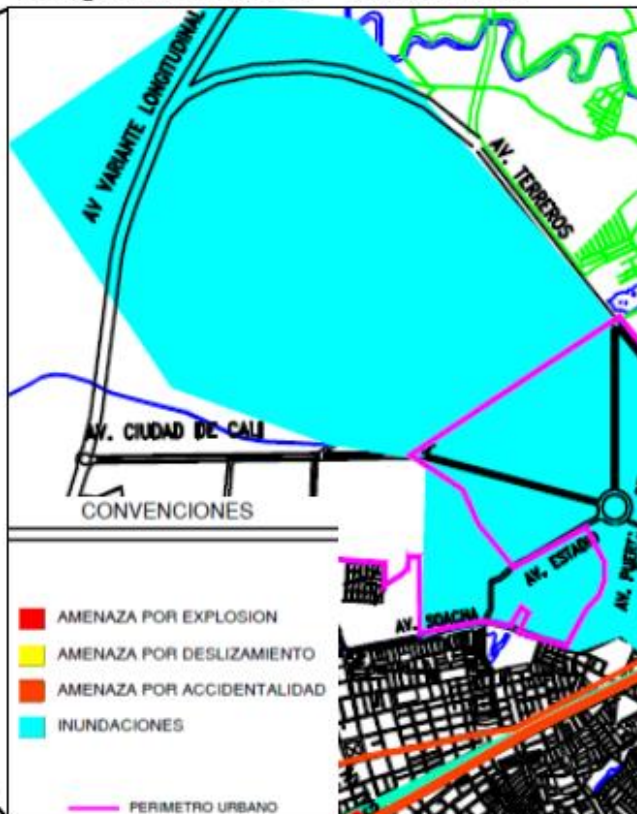 AV VARIANTE LONGITUDINAL
AV. TERREROS
AV. CIUDAD DE CALI
CONVENCIONES
AV. ESTADIO
AV. SOACHA
AMENAZA POR EXPLOSION
AMENAZA POR DESLIZAMIENTO
AMENAZA POR ACCIDENTALIDAD
INUNDACIONES
PERIMETRO URBANO